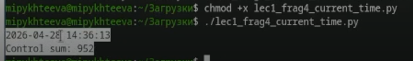 mipykhteeva@mipykhteeva:~/Загрузки$ chmod +x lec1_frag4_current_time.py
mipykhteeva@mipykhteeva:~/Загрузки$ ./lec1_frag4_current_time.py
2026-04-28 14:36:13
Control sum: 952